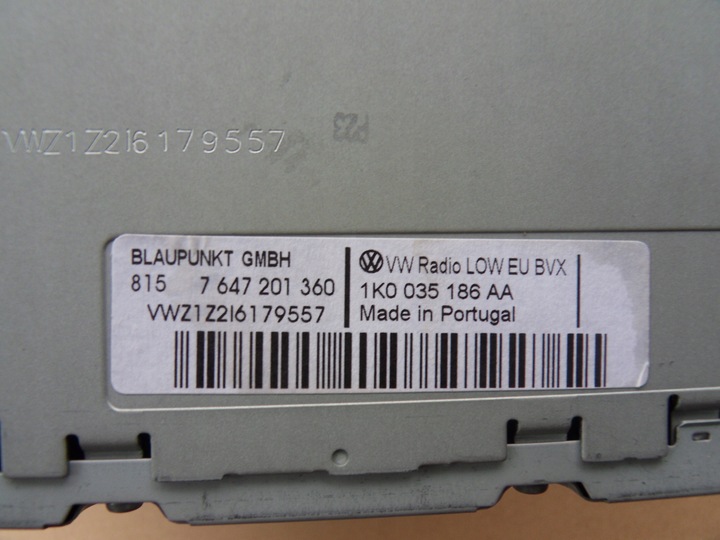 VWZ1Z2I6179557
P23
BLAUPUNKT GMBH
815 7 647 201 360
VWZ1Z2I6179557
VW Radio LOW EU BVX
1K0 035 186 AA
Made in Portugal